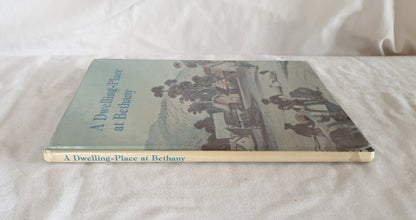 A Dwelling-Place
at Bethany
A Dwelling-Place at Bethany